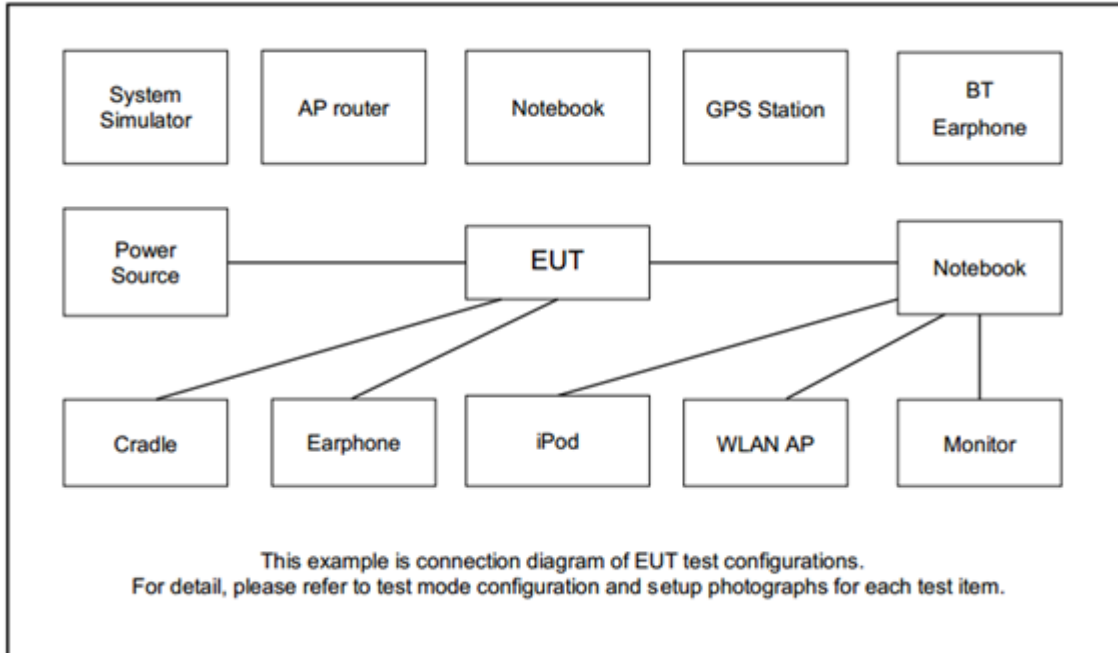 System
Simulator
AP router
Notebook
GPS Station
BT
Earphone
Power
Source
EUT
Notebook
Cradle
Earphone
iPod
WLAN AP
Monitor
This example is connection diagram of EUT test configurations.
For detail, please refer to test mode configuration and setup photographs for each test item.